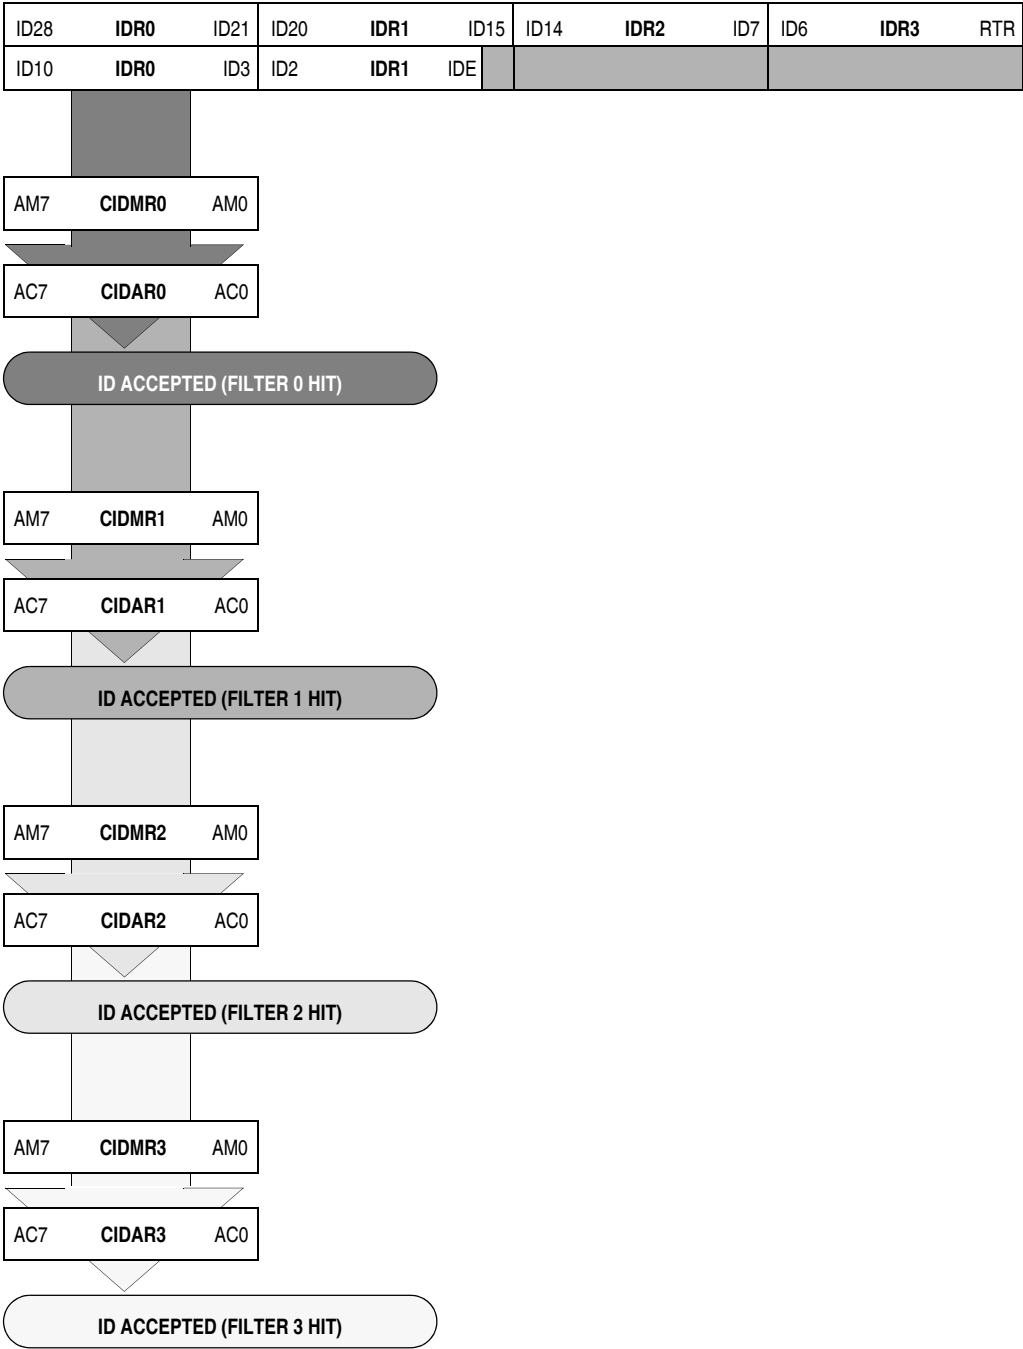 ID28 IDR0 ID21 ID20 IDR1 ID15 ID14 IDR2 ID7 ID6 IDR3 RTR
ID10 IDR0 ID3 ID2 IDR1 IDE
AM7 CIDMR0 AM0
AC7 CIDAR0 AC0
ID ACCEPTED (FILTER 0 HIT)
AM7 CIDMR1 AM0
AC7 CIDAR1 AC0
ID ACCEPTED (FILTER 1 HIT)
AM7 CIDMR2 AM0
AC7 CIDAR2 AC0
ID ACCEPTED (FILTER 2 HIT)
AM7 CIDMR3 AM0
AC7 CIDAR3 AC0
ID ACCEPTED (FILTER 3 HIT)